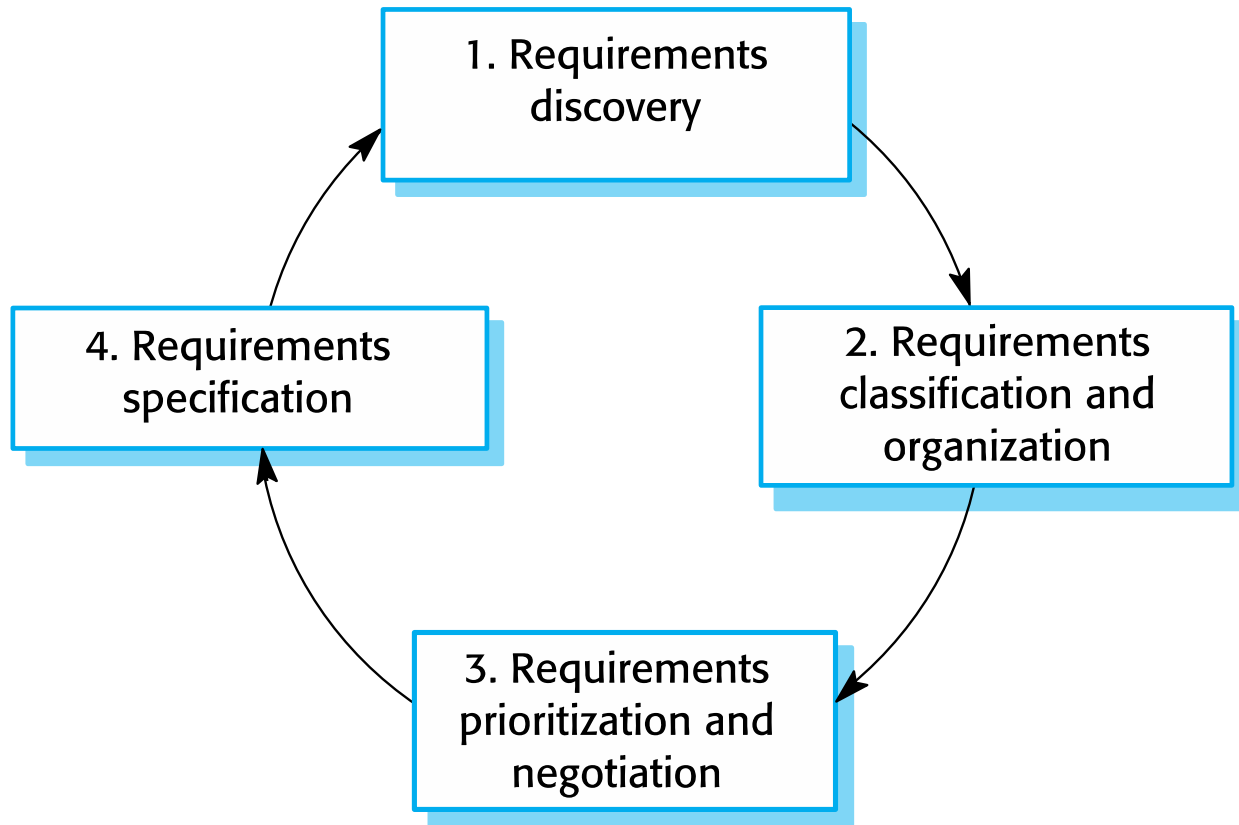 1. Requirements
discovery
2. Requirements
classification and
organization
3. Requirements
prioritization and
negotiation
4. Requirements
specification